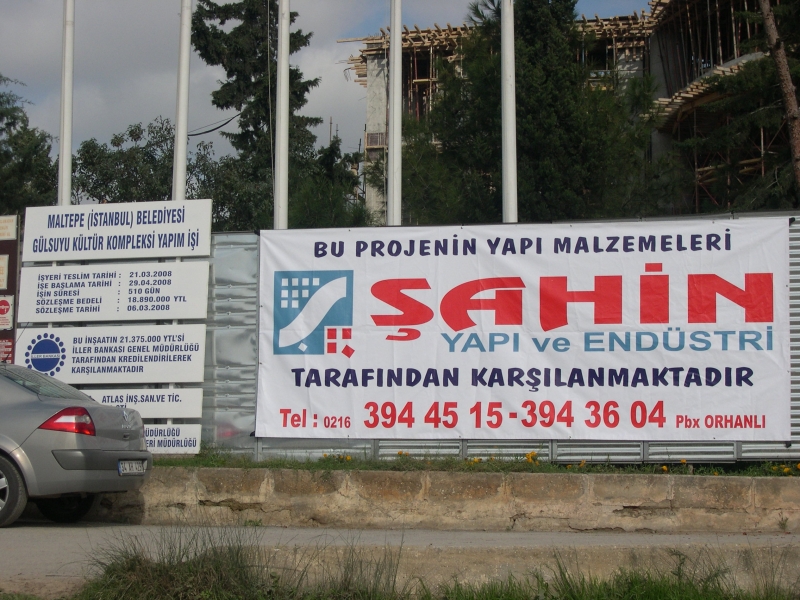 MALTEPE (İSTANBUL) BELEDİYESİ
GÜLSUYU KÜLTÜR KOMPLEKSİ YAPIM İŞİ
İŞYERİ TESLİM TARİHİ : 21.03.2008
İŞE BAŞLAMA TARİHİ : 29.04.2008
İŞİN SÜRESİ : 510 GÜN
SÖZLEŞME BEDELİ : 18.890.000 YTL
SÖZLEŞME TARİHİ : 06.03.2008
BU İNŞAATIN 21.375.000 YTL'Sİ
İLLER BANKASI GENEL MÜDÜRLÜĞÜ
TARAFINDAN KREDİLENDİRİLEREK
KARŞILANMAKTADIR
ATLAS İNŞ.SAN.VE TİC.
MÜDÜRLÜĞÜ
MÜDÜRLÜĞÜ
BU PROJENİN YAPI MALZEMELERİ
ŞAHİN
YAPI ve ENDÜSTRİ
TARAFINDAN KARŞILANMAKTADIR
Tel : 0216 394 45 15 - 394 36 04 Pbx ORHANLI